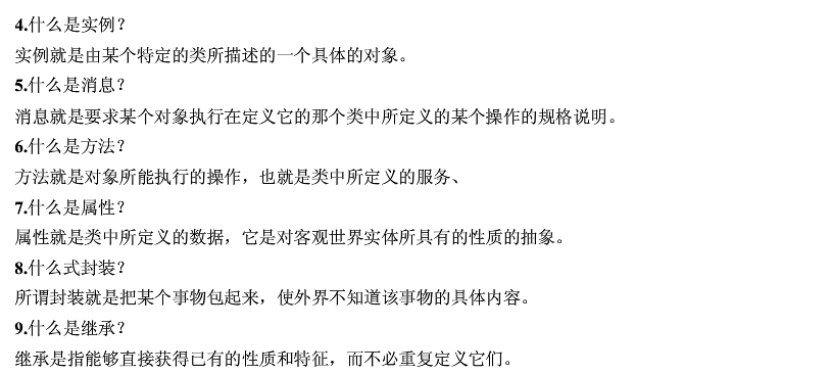 4.什么是实例？
实例就是由某个特定的类所描述的一个具体的对象。
5.什么是消息？
消息就是要求某个对象执行在定义它的那个类中所定义的某个操作的规格说明。
6.什么是方法？
方法就是对象所能执行的操作，也就是类中所定义的服务、
7.什么是属性？
属性就是类中所定义的数据，它是对客观世界实体所具有的性质的抽象。
8.什么式封装？
所谓封装就是把某个事物包起来，使外界不知道该事物的具体内容。
9.什么是继承？
继承是指能够直接获得已有的性质和特征，而不必重复定义它们。